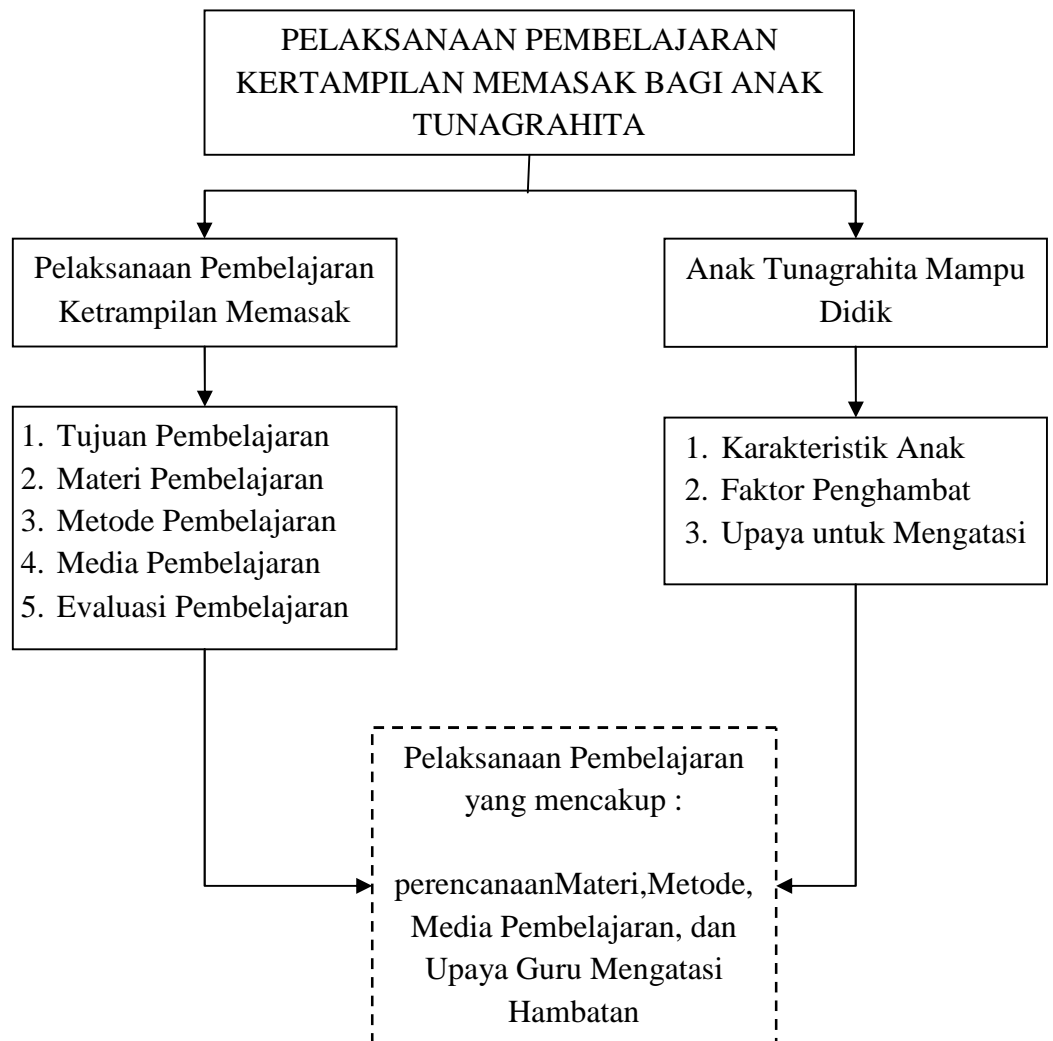 PELAKSANAAN PEMBELAJARAN
KERTAMPILAN MEMASAK BAGI ANAK
TUNAGRAHITA
Pelaksanaan Pembelajaran
Ketrampilan Memasak
Anak Tunagrahita Mampu
Didik
1. Tujuan Pembelajaran
2. Materi Pembelajaran
3. Metode Pembelajaran
4. Media Pembelajaran
5. Evaluasi Pembelajaran
1. Karakteristik Anak
2. Faktor Penghambat
3. Upaya untuk Mengatasi
Pelaksanaan Pembelajaran
yang mencakup :
perencanaanMateri,Metode,
Media Pembelajaran, dan
Upaya Guru Mengatasi
Hambatan